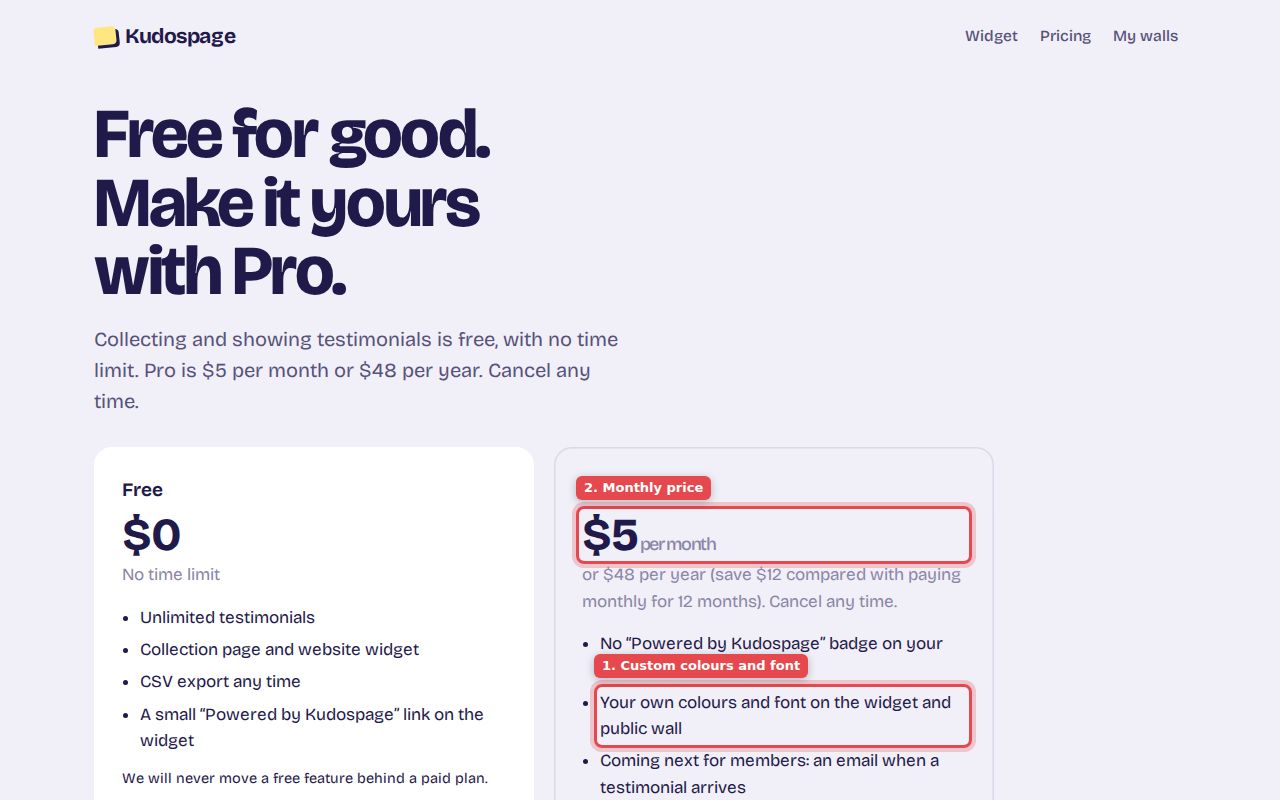 Kudospage
Widget
Pricing
My walls
Free for good.
Make it yours
with Pro.
Collecting and showing testimonials is free, with no time
limit. Pro is $5 per month or $48 per year. Cancel any
time.
Free
$0
No time limit
• Unlimited testimonials
• Collection page and website widget
• CSV export any time
• A small “Powered by Kudospage” link on the
widget
We will never move a free feature behind a paid plan.
2. Monthly price
$5 per month
or $48 per year (save $12 compared with paying
monthly for 12 months). Cancel any time.
• No “Powered by Kudospage” badge on your
1. Custom colours and font
• Your own colours and font on the widget and
public wall
• Coming next for members: an email when a
testimonial arrives